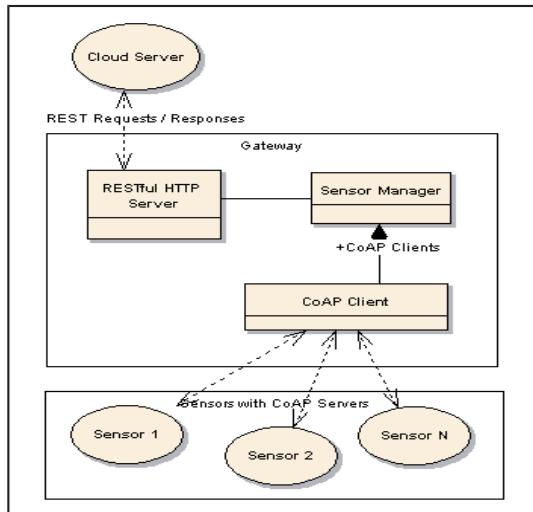 Cloud Server
REST Requests / Responses
Gateway
RESTful HTTP
Server
Sensor Manager
+CoAP Clients
CoAP Client
Sensors with CoAP Servers
Sensor 1
Sensor 2
Sensor N